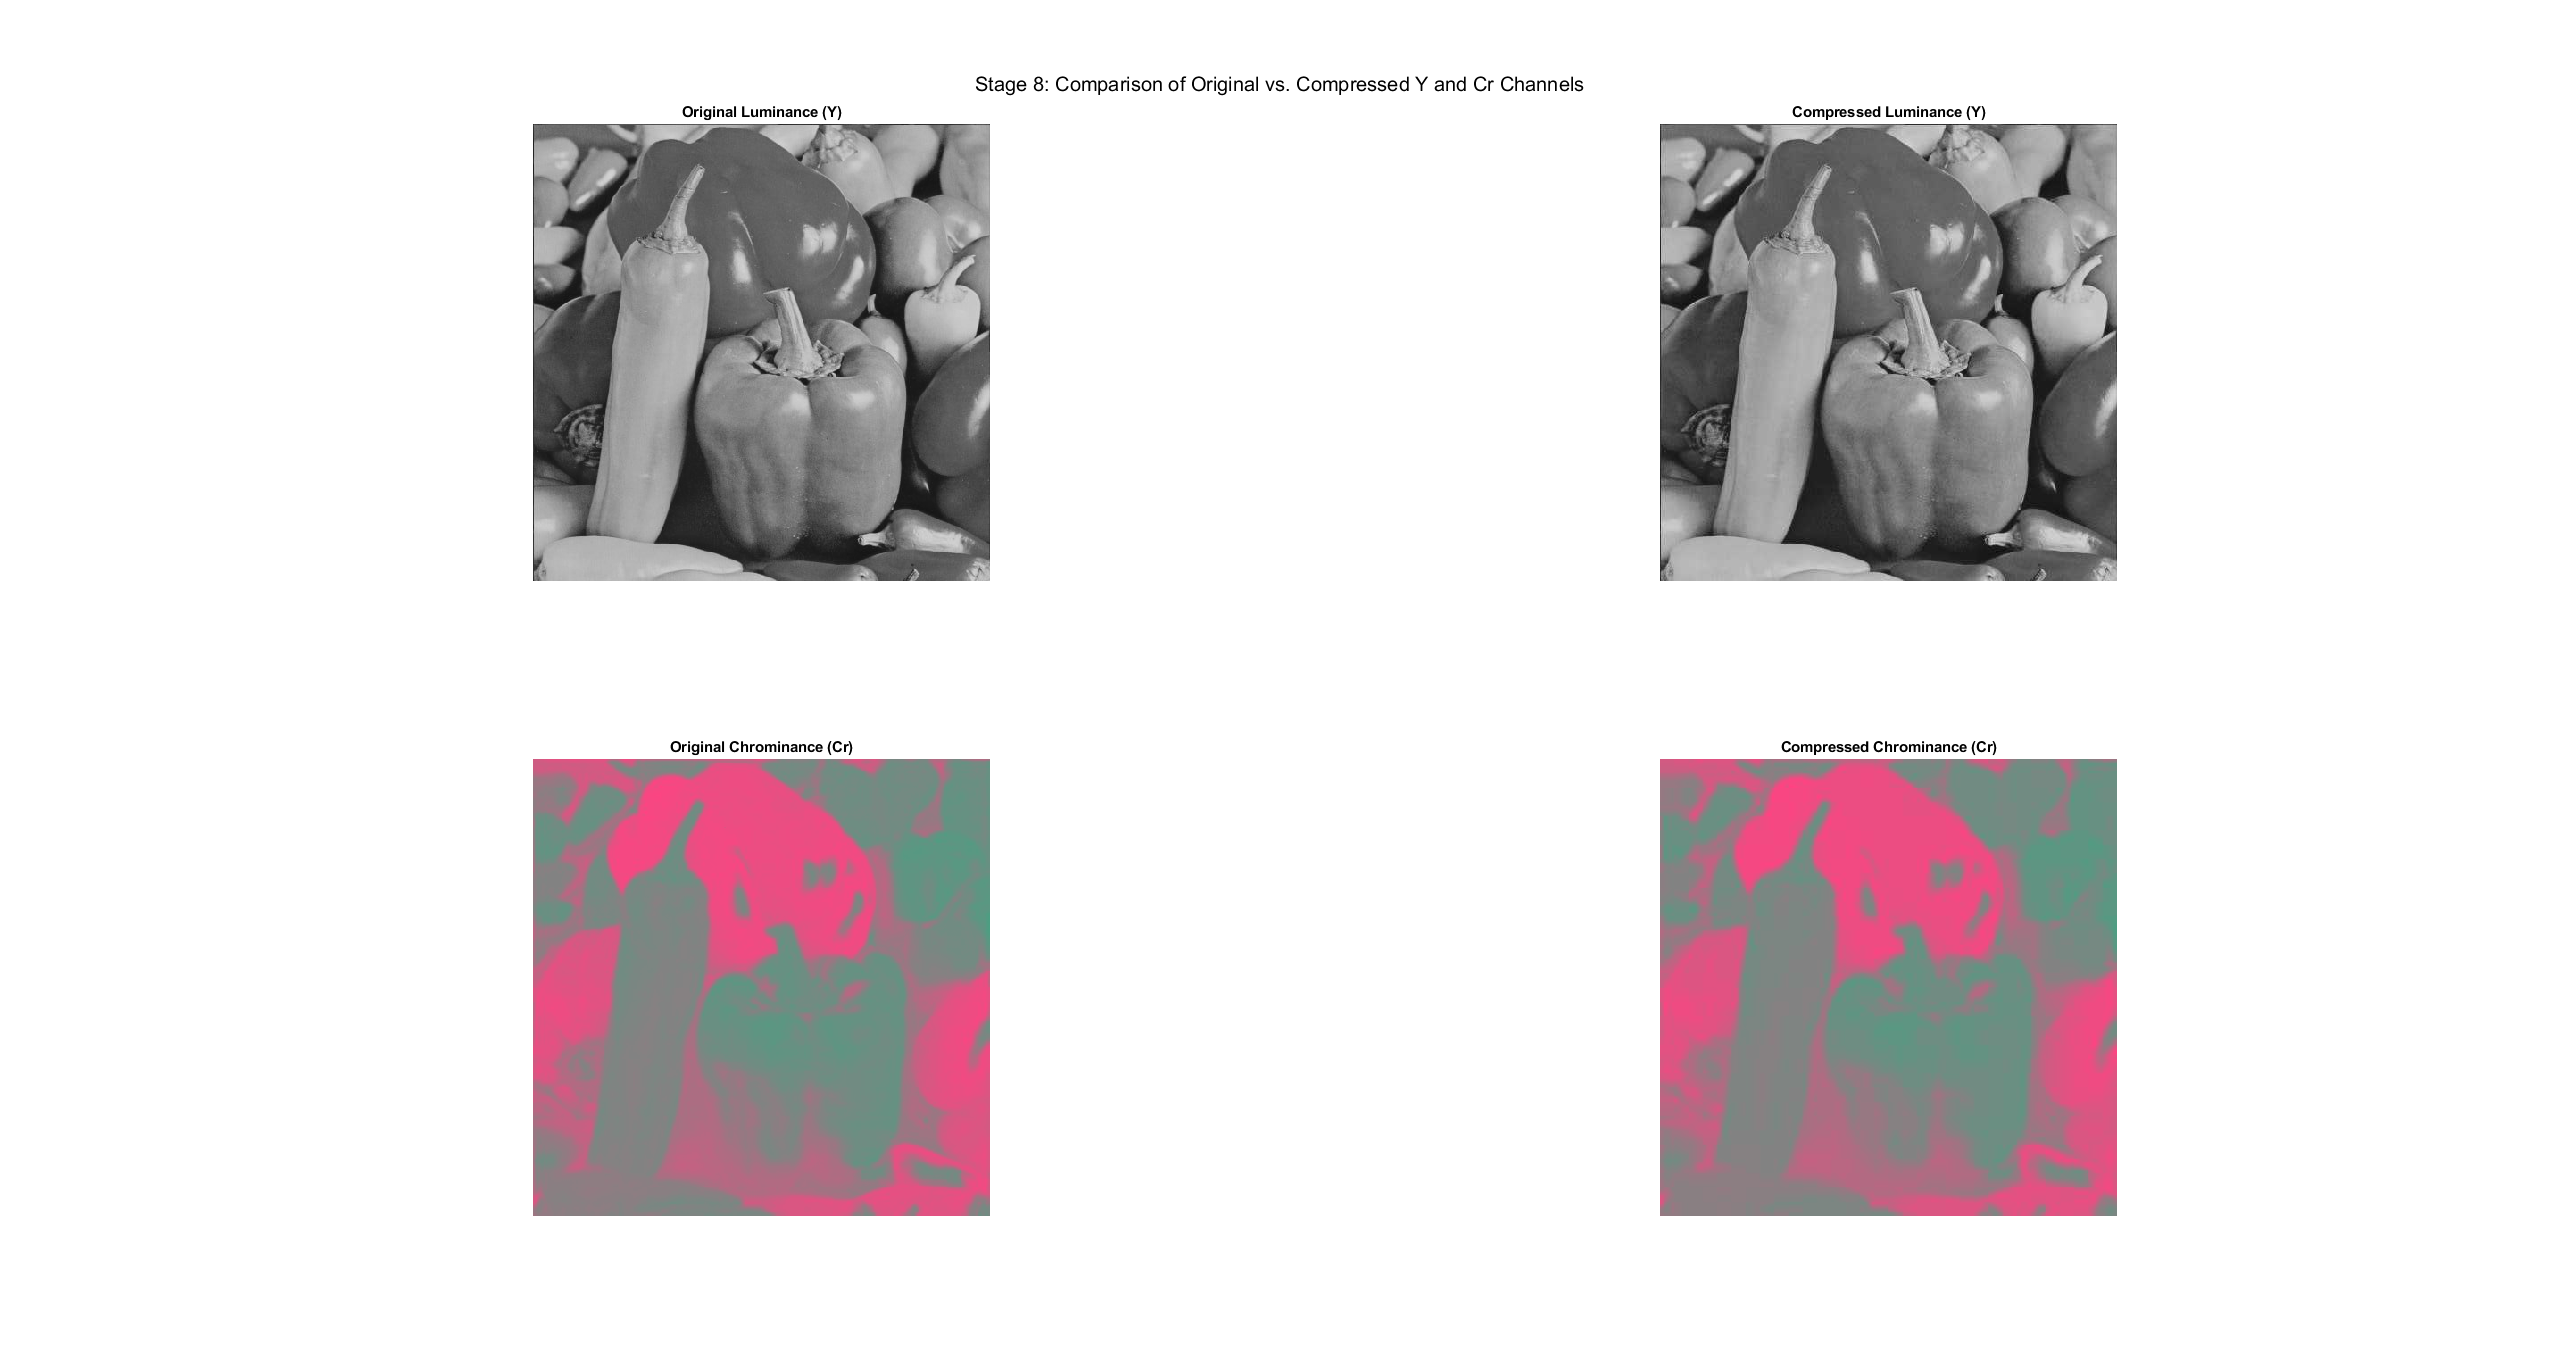 Stage 8: Comparison of Original vs. Compressed Y and Cr Channels
Original Luminance (Y)
Compressed Luminance (Y)
Original Chrominance (Cr)
Compressed Chrominance (Cr)